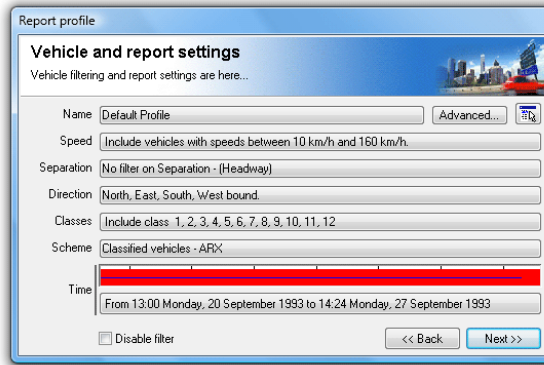 Report profile
Vehicle and report settings
Vehicle filtering and report settings are here...
Name Default Profile Advanced...
Speed Include vehicles with speeds between 10 km/h and 160 km/h.
Separation No filter on Separation - (Headway)
Direction North, East, South, West bound.
Classes Include class 1, 2, 3, 4, 5, 6, 7, 8, 9, 10, 11, 12
Scheme Classified vehicles - ARX
Time
From 13:00 Monday, 20 September 1993 to 14:24 Monday, 27 September 1993
Disable filter << Back Next >>